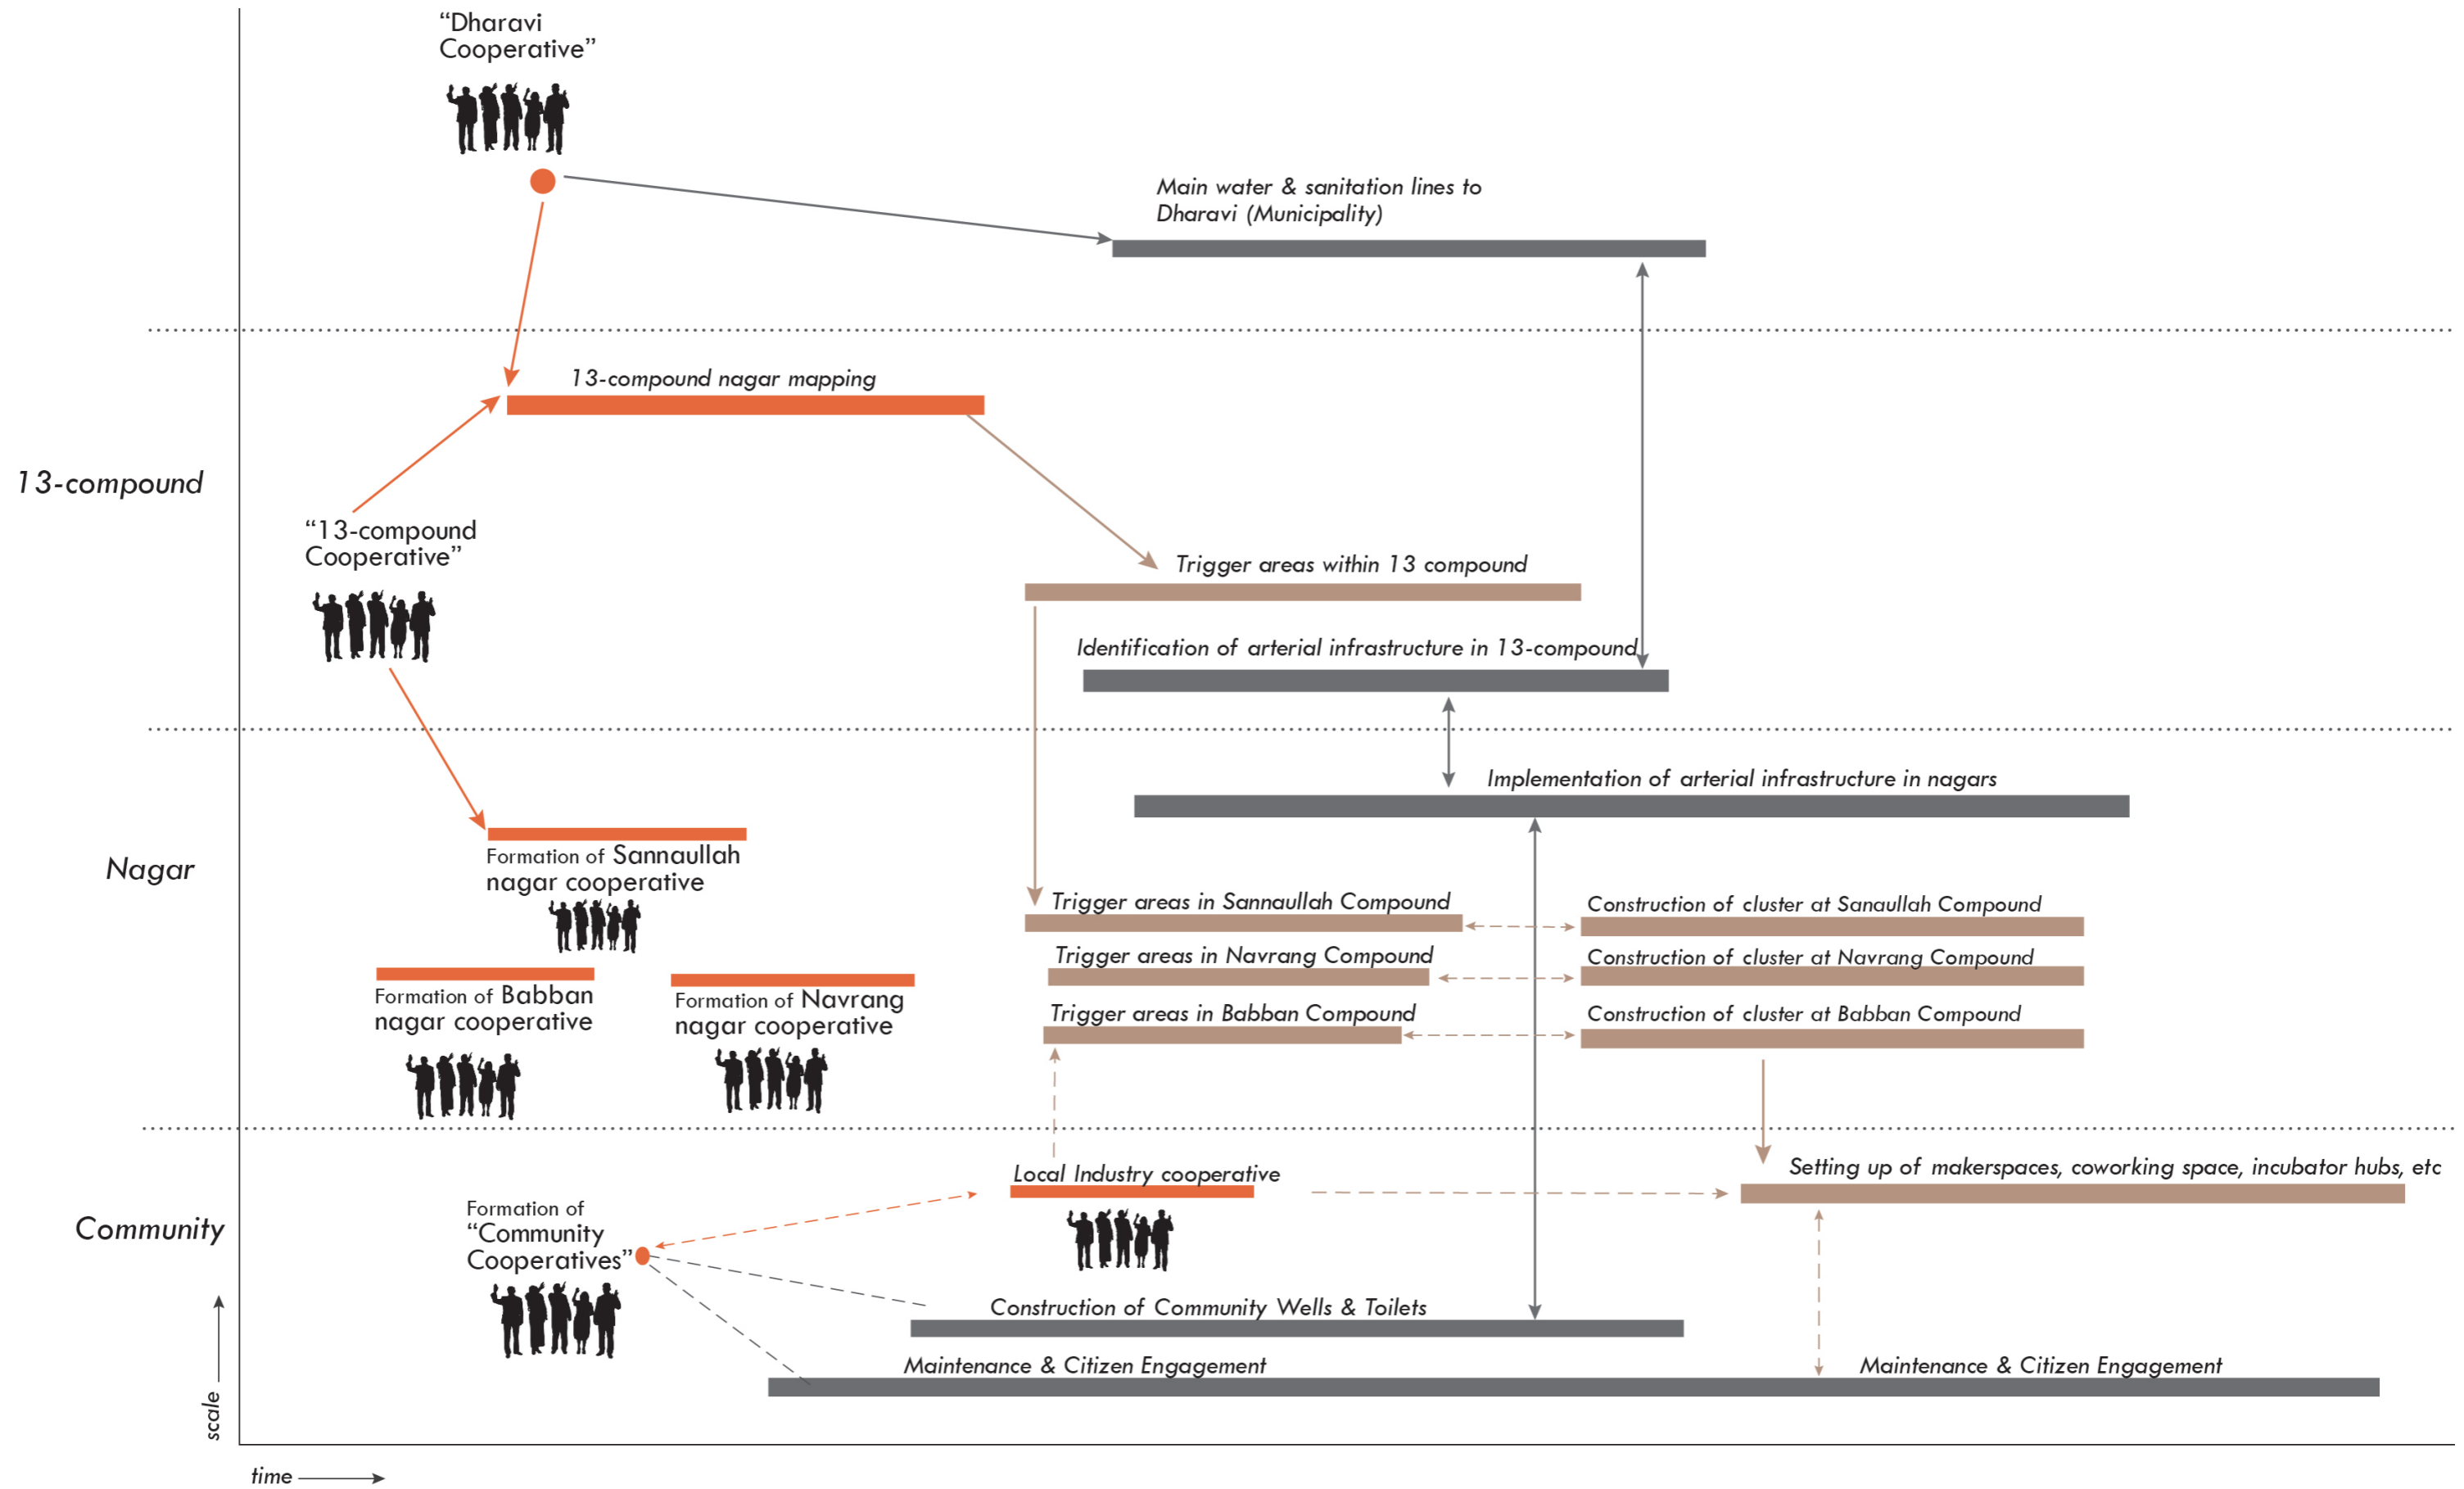 “Dharavi
Cooperative”
Main water & sanitation lines to
Dharavi (Municipality)
13-compound nagar mapping
13-compound
“13-compound
Cooperative”
Trigger areas within 13 compound
Identification of arterial infrastructure in 13-compound
Implementation of arterial infrastructure in nagars
Nagar
Formation of Sannaullah
nagar cooperative
Trigger areas in Sannaullah Compound
Construction of cluster at Sanaullah Compound
Trigger areas in Navrang Compound
Construction of cluster at Navrang Compound
Formation of Babban
nagar cooperative
Formation of Navrang
nagar cooperative
Trigger areas in Babban Compound
Construction of cluster at Babban Compound
Local Industry cooperative
Setting up of makerspaces, coworking space, incubator hubs, etc
Community
Formation of
“Community
Cooperatives”
Construction of Community Wells & Toilets
Maintenance & Citizen Engagement
Maintenance & Citizen Engagement
scale
time